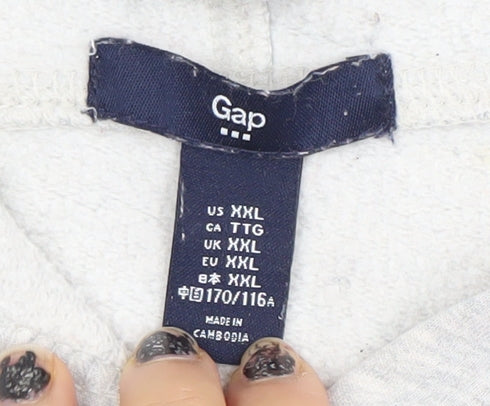 Gap
US XXL
CA TTG
UK XXL
EU XXL
日本 XXL
中国 170/116A
MADE IN
CAMBODIA